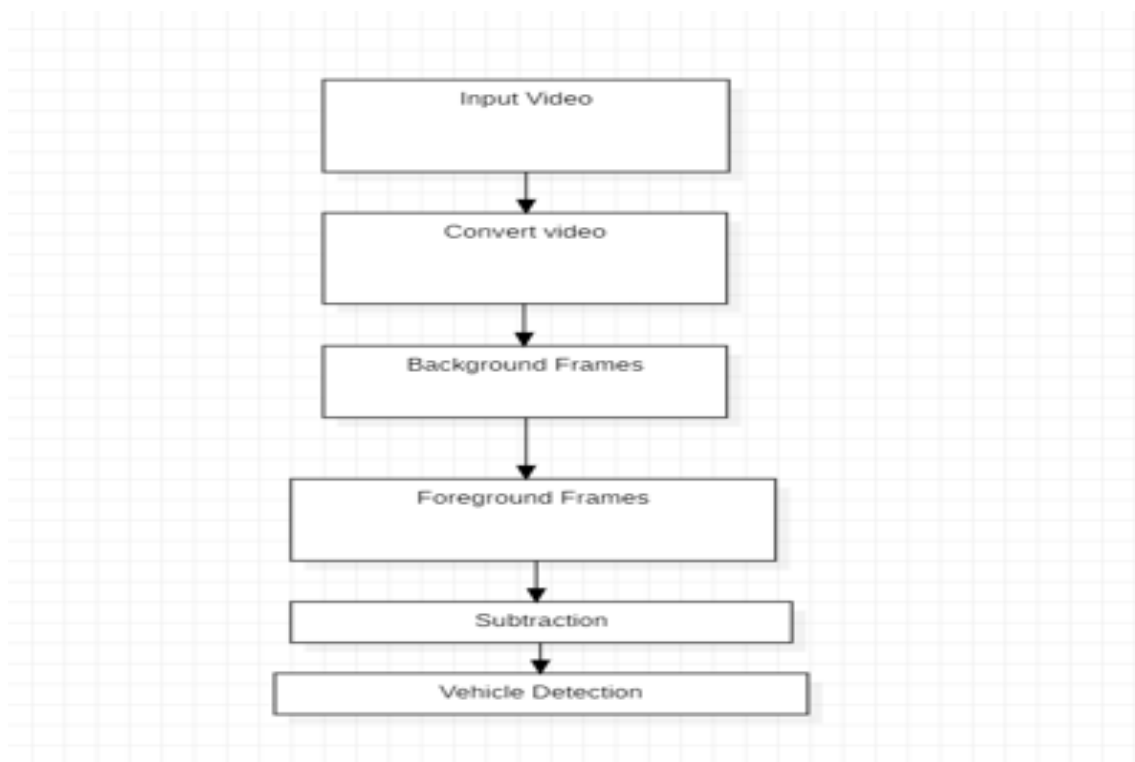 Input Video
Convert video
Background Frames
Foreground Frames
Subtraction
Vehicle Detection